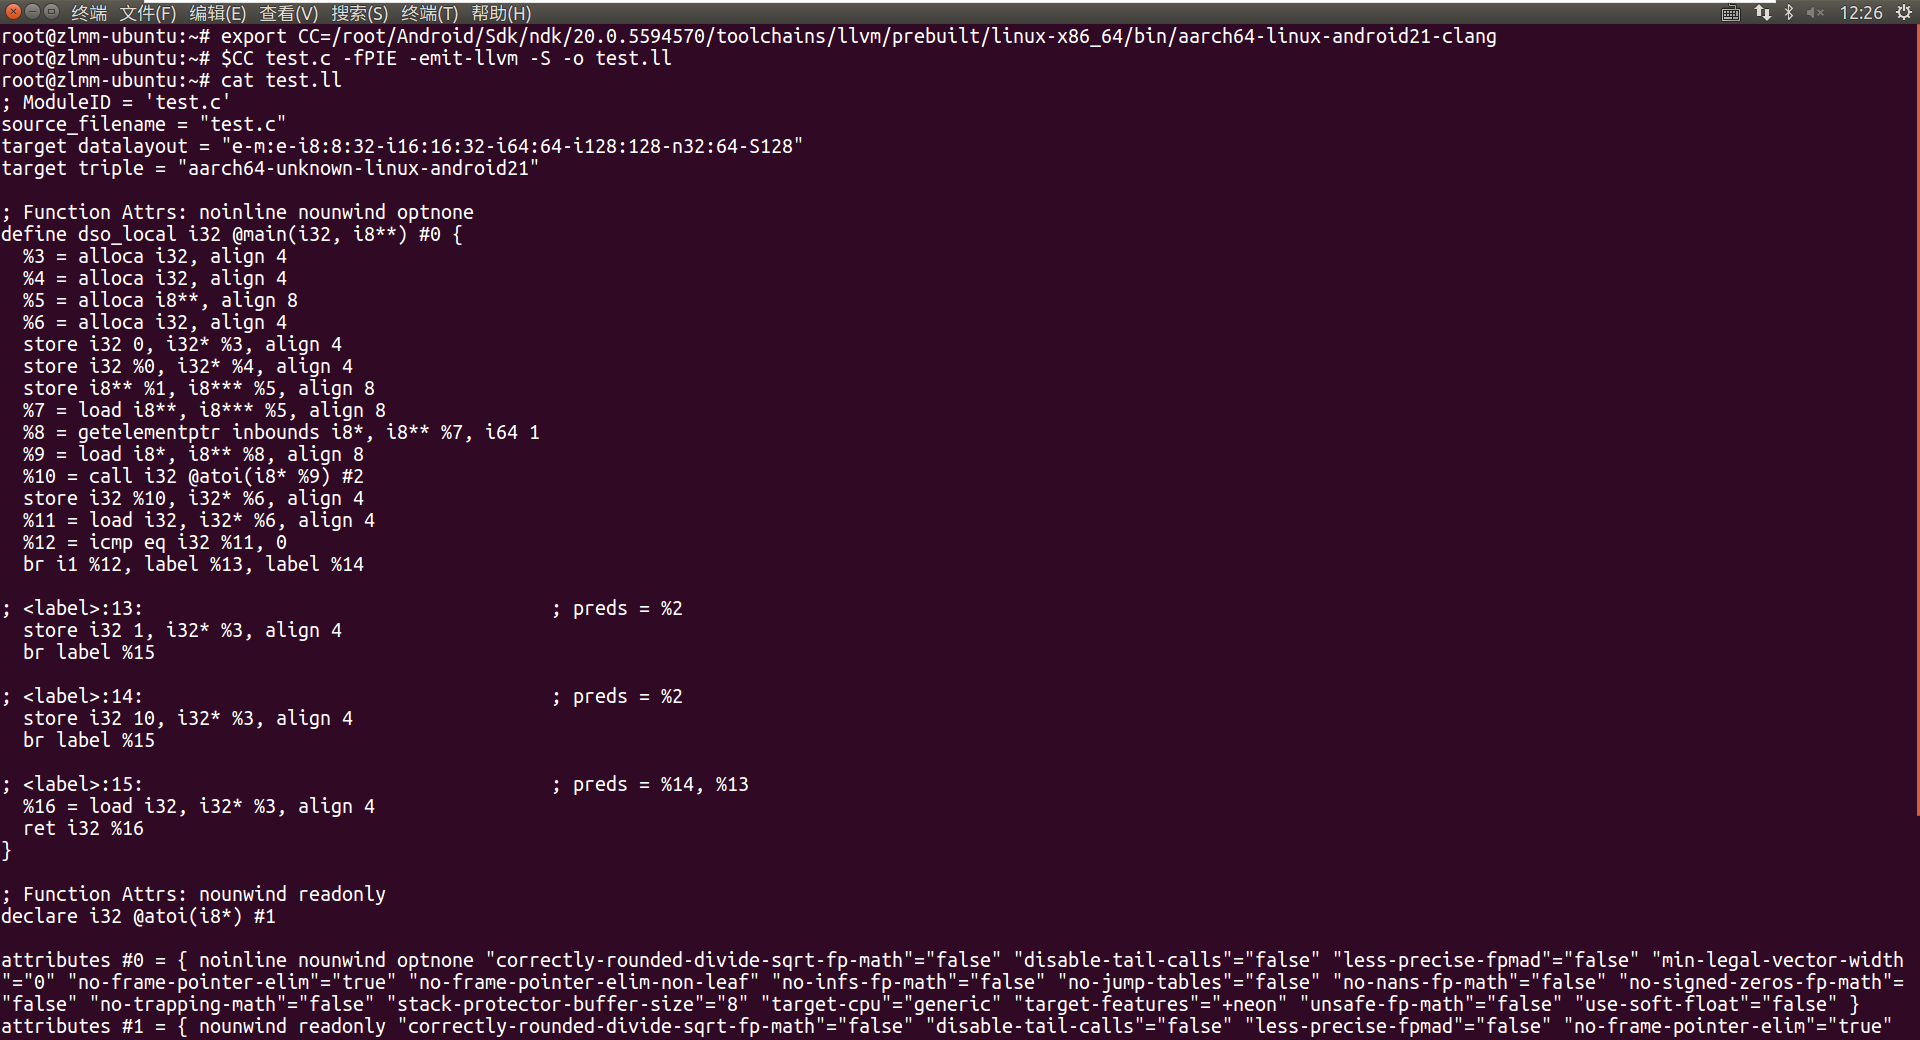 终端 文件(F) 编辑(E) 查看(V) 搜索(S) 终端(T) 帮助(H) 12:26
root@zlmm-ubuntu:~# export CC=/root/Android/Sdk/ndk/20.0.5594570/toolchains/llvm/prebuilt/linux-x86_64/bin/aarch64-linux-android21-clang
root@zlmm-ubuntu:~# $CC test.c -fPIE -emit-llvm -S -o test.ll
root@zlmm-ubuntu:~# cat test.ll
; ModuleID = 'test.c'
source_filename = "test.c"
target datalayout = "e-m:e-i8:8:32-i16:16:32-i64:64-i128:128-n32:64-S128"
target triple = "aarch64-unknown-linux-android21"
; Function Attrs: noinline nounwind optnone
define dso_local i32 @main(i32, i8**) #0 {
  %3 = alloca i32, align 4
  %4 = alloca i32, align 4
  %5 = alloca i8**, align 8
  %6 = alloca i32, align 4
  store i32 0, i32* %3, align 4
  store i32 %0, i32* %4, align 4
  store i8** %1, i8*** %5, align 8
  %7 = load i8**, i8*** %5, align 8
  %8 = getelementptr inbounds i8*, i8** %7, i64 1
  %9 = load i8*, i8** %8, align 8
  %10 = call i32 @atoi(i8* %9) #2
  store i32 %10, i32* %6, align 4
  %11 = load i32, i32* %6, align 4
  %12 = icmp eq i32 %11, 0
  br i1 %12, label %13, label %14
; <label>:13:                                     ; preds = %2
  store i32 1, i32* %3, align 4
  br label %15
; <label>:14:                                     ; preds = %2
  store i32 10, i32* %3, align 4
  br label %15
; <label>:15:                                     ; preds = %14, %13
  %16 = load i32, i32* %3, align 4
  ret i32 %16
}
; Function Attrs: nounwind readonly
declare i32 @atoi(i8*) #1
attributes #0 = { noinline nounwind optnone "correctly-rounded-divide-sqrt-fp-math"="false" "disable-tail-calls"="false" "less-precise-fpmad"="false" "min-legal-vector-width
"="0" "no-frame-pointer-elim"="true" "no-frame-pointer-elim-non-leaf" "no-infs-fp-math"="false" "no-jump-tables"="false" "no-nans-fp-math"="false" "no-signed-zeros-fp-math"=
"false" "no-trapping-math"="false" "stack-protector-buffer-size"="8" "target-cpu"="generic" "target-features"="+neon" "unsafe-fp-math"="false" "use-soft-float"="false" }
attributes #1 = { nounwind readonly "correctly-rounded-divide-sqrt-fp-math"="false" "disable-tail-calls"="false" "less-precise-fpmad"="false" "no-frame-pointer-elim"="true"